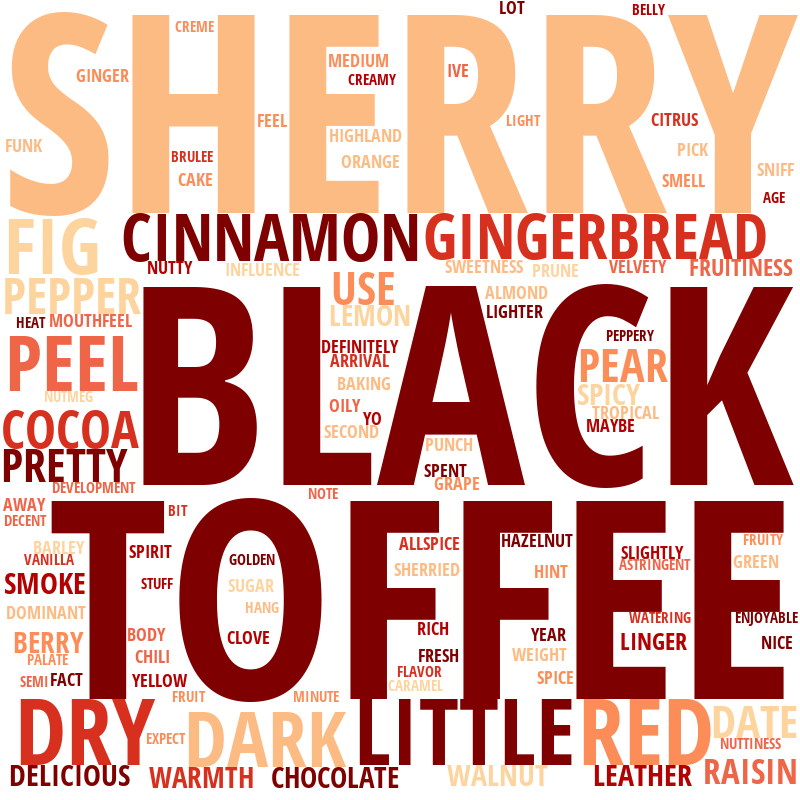 SHERRY
LOT
BELLY
CREME
GINGER
MEDIUM
CREAMY
IVE
FEEL
LIGHT
CITRUS
FUNK
HIGHLAND
BRULEE
ORANGE
PICK
CAKE
SMELL
SNIFF
AGE
FIG
CINNAMON
GINGERBREAD
NUTTY
INFLUENCE
SWEETNESS
PRUNE
VELVETY
FRUITINESS
PEPPER
USE
ALMOND
LEMON
LIGHTER
HEAT
MOUTHFEEL
BLACK
PEPPERY
PEEL
DEFINITELY
ARRIVAL
PEAR
BAKING
SPICY
NUTMEG
OILY
YO
TROPICAL
COCOA
SECOND
MAYBE
PUNCH
PRETTY
SPENT
GRAPE
DEVELOPMENT
NOTE
TOFFEE
AWAY
BIT
DECENT
BARLEY
SPIRIT
ALLSPICE
HAZELNUT
SLIGHTLY
FRUITY
VANILLA
GOLDEN
ASTRINGENT
GREEN
SMOKE
STUFF
SUGAR
SHERRIED
HINT
DOMINANT
HANG
WATERING
ENJOYABLE
BERRY
BODY
CLOVE
RICH
YEAR
LINGER
NICE
PALATE
CHILI
FRESH
WEIGHT
SEMI
FACT
YELLOW
FLAVOR
SPICE
CARAMEL
FRUIT
MINUTE
DRY
EXPECT
DARK
LITTLE
RED
DATE
NUTTINESS
DELICIOUS
WARMTH
CHOCOLATE
WALNUT
LEATHER
RAISIN